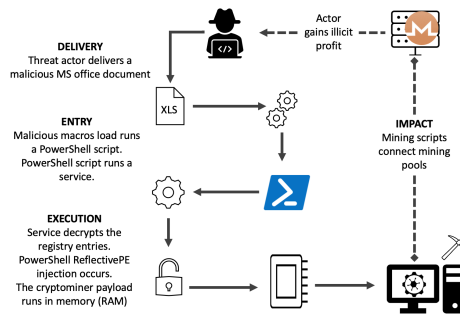 Actor
gains illicit
profit
DELIVERY
Threat actor delivers a
malicious MS office document
XLS
ENTRY
Malicious macros load runs
a PowerShell script.
PowerShell script runs a
service.
IMPACT
Mining scripts
connect mining
pools
EXECUTION
Service decrypts the
registry entries.
PowerShell ReflectivePE
injection occurs.
The cryptominer payload
runs in memory (RAM)